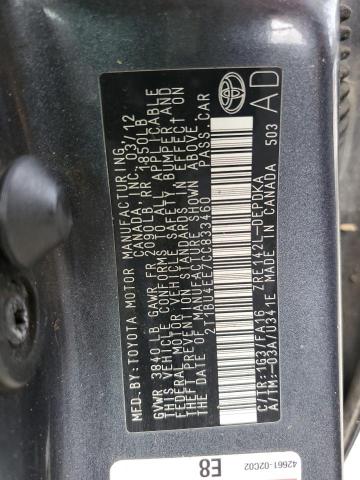 MFD.BY:TOYOTA MOTOR MANUFACTURING
CANADA, INC. 03/12
GVWR 3840LB GAWR FR 2090LB RR 1850LB
THIS VEHICLE CONFORMS TO ALL APPLICABLE
FEDERAL MOTOR VEHICLE SAFETY, BUMPER, AND
THEFT PREVENTION STANDARDS IN EFFECT ON
THE DATE OF MANUFACTURE SHOWN ABOVE.
2T1BU4EE7CC833460 PASS.CAR
C/TR:1G3/FA16 ZRE142L-DEPDKA
A/TM:-03A/U341E MADE IN CANADA 503
AD
42661-02C02
E8